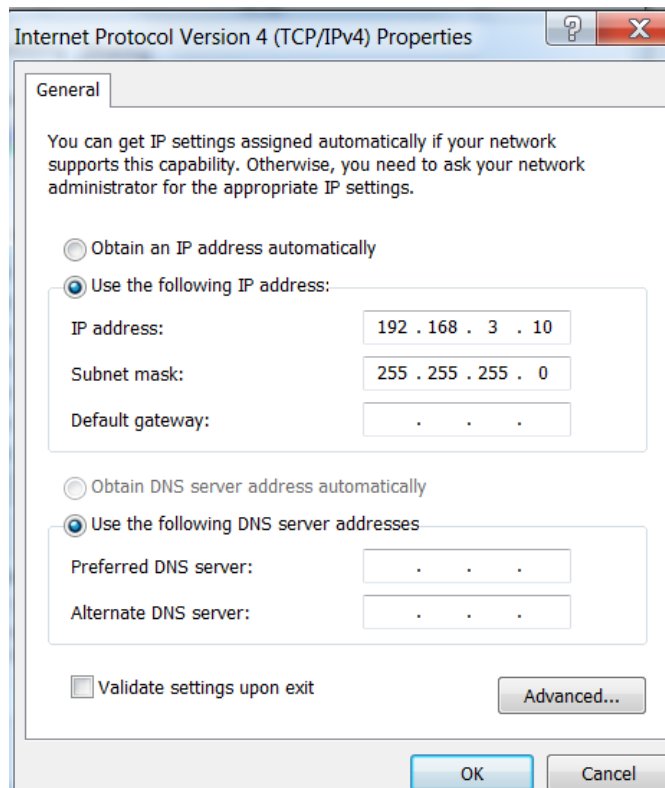 Internet Protocol Version 4 (TCP/IPv4) Properties
General
You can get IP settings assigned automatically if your network
supports this capability. Otherwise, you need to ask your network
administrator for the appropriate IP settings.
Obtain an IP address automatically
Use the following IP address:
IP address: 192 . 168 . 3 . 10
Subnet mask: 255 . 255 . 255 . 0
Default gateway: . . .
Obtain DNS server address automatically
Use the following DNS server addresses
Preferred DNS server: . . .
Alternate DNS server: . . .
Validate settings upon exit
Advanced...
OK Cancel